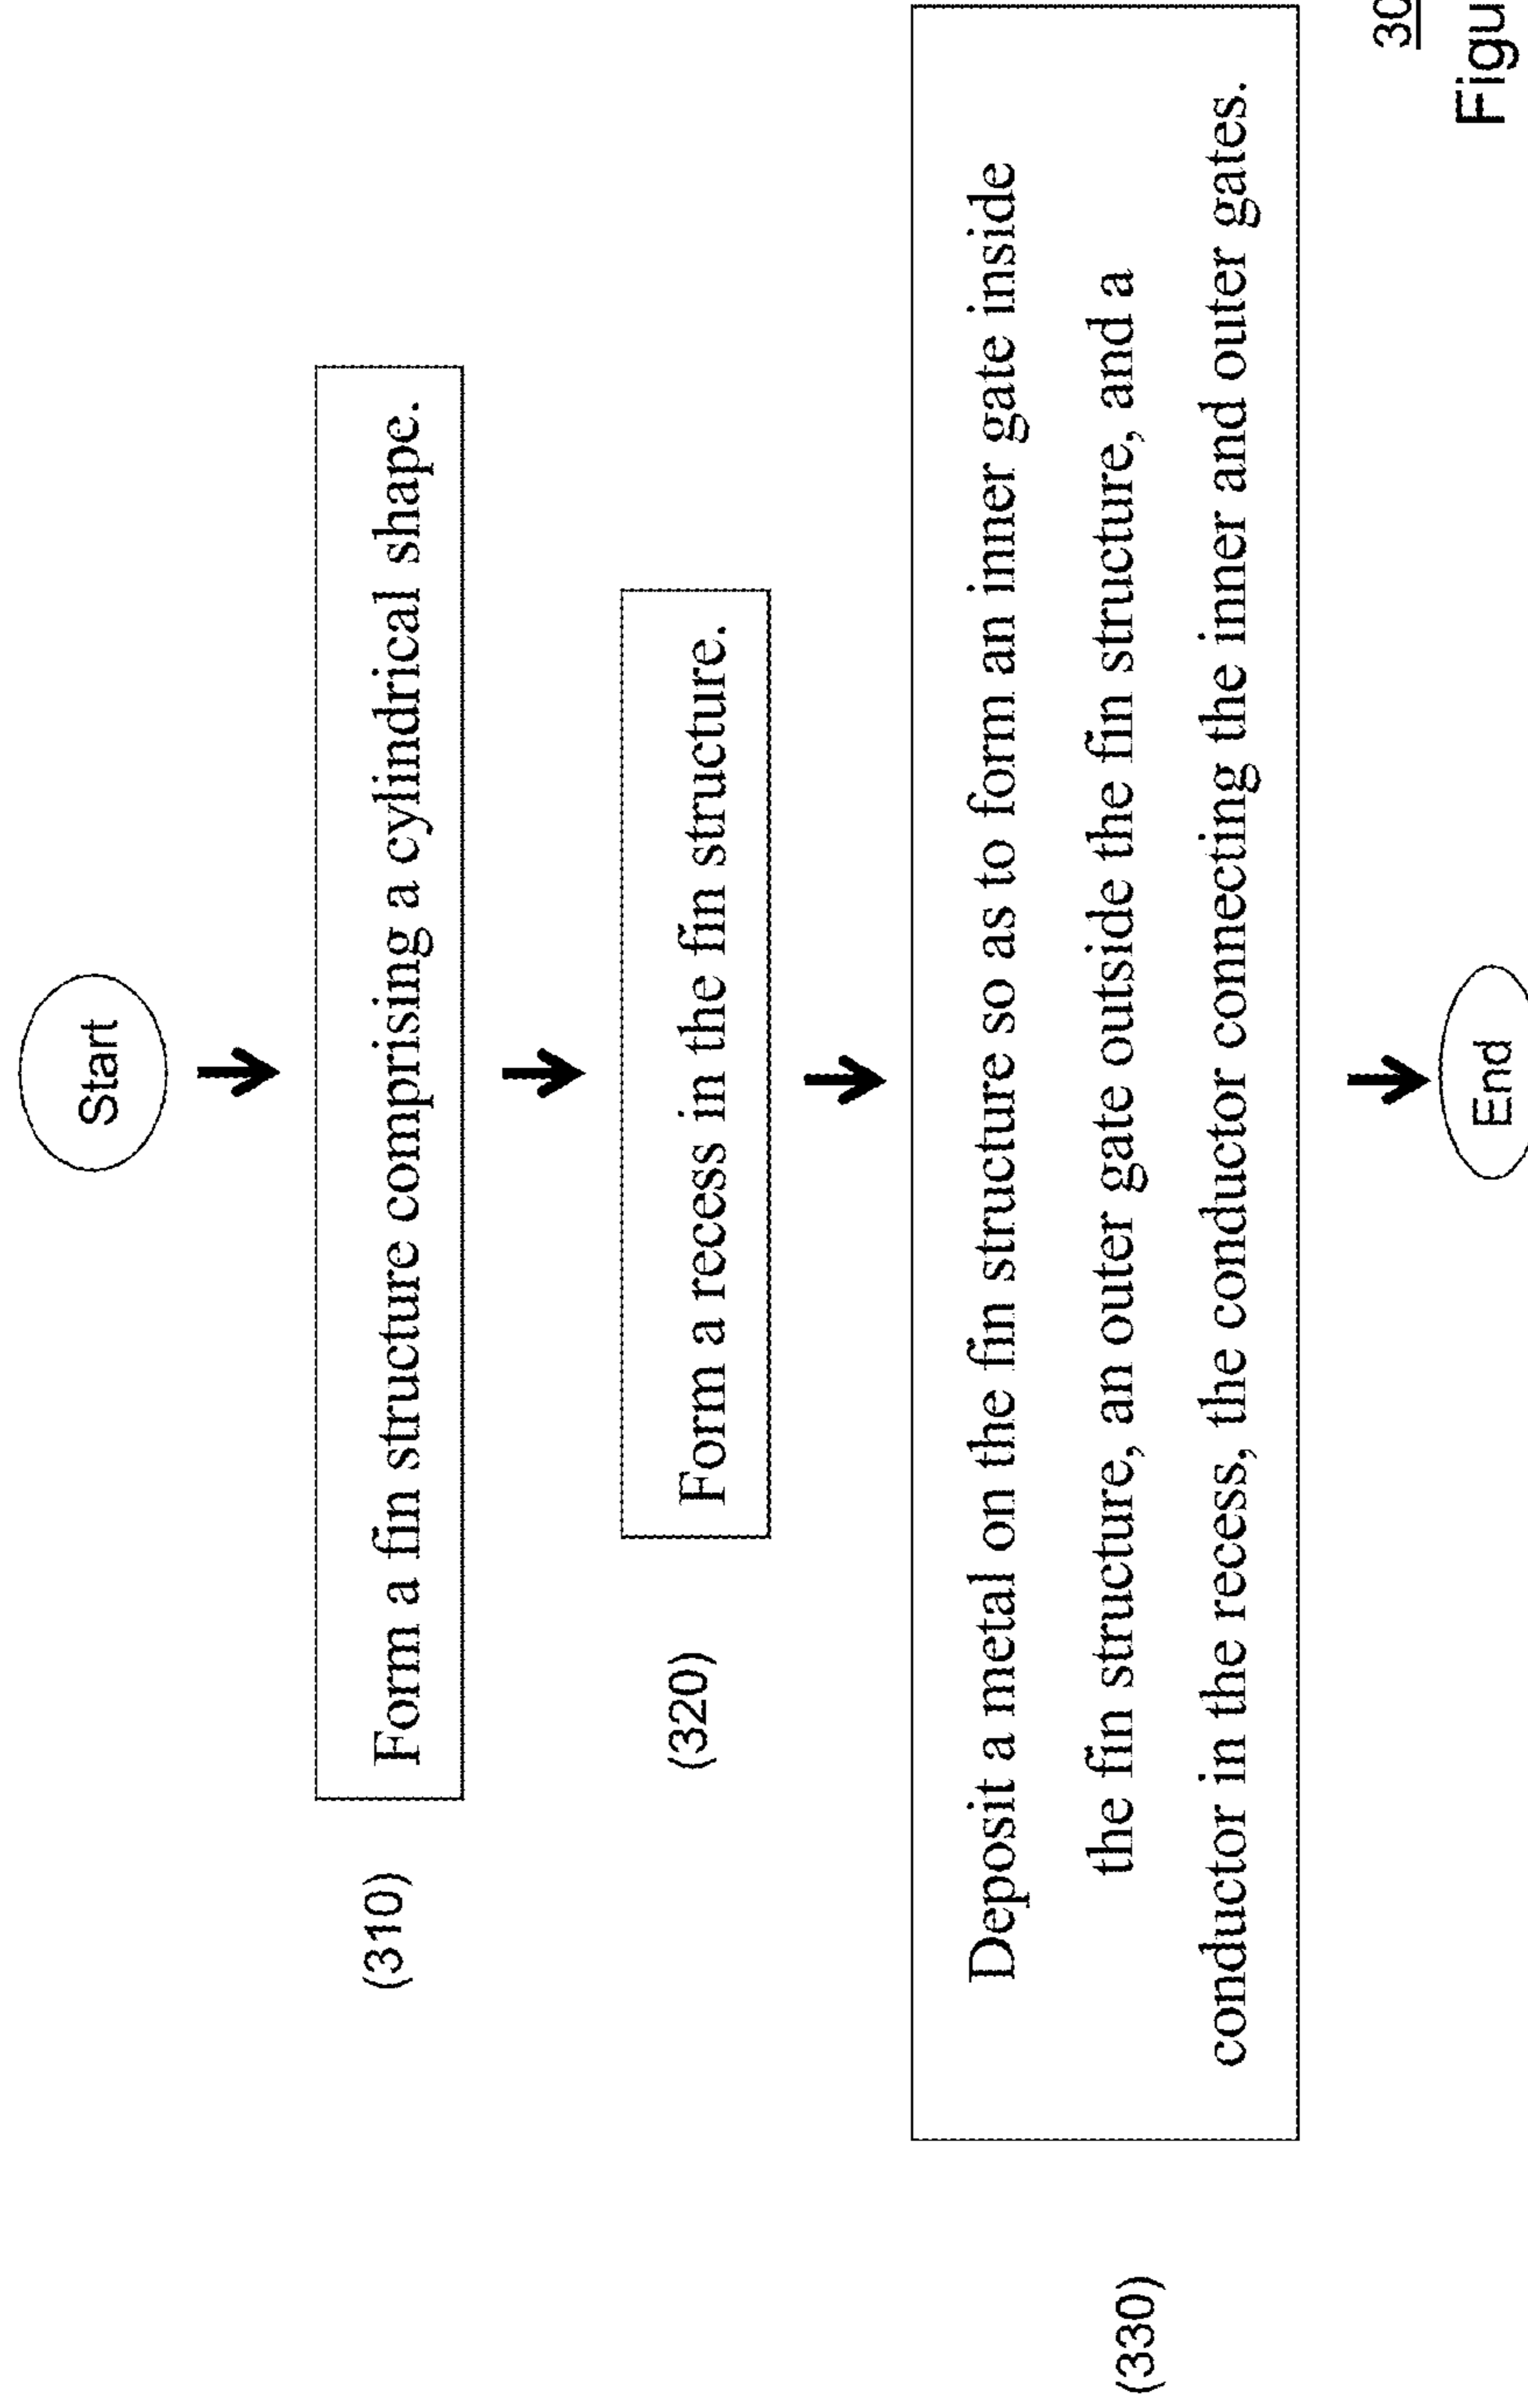 Start
(310)
Form a fin structure comprising a cylindrical shape.
(320)
Form a recess in the fin structure.
(330)
Deposit a metal on the fin structure so as to form an inner gate inside
the fin structure, an outer gate outside the fin structure, and a
conductor in the recess, the conductor connecting the inner and outer gates.
End